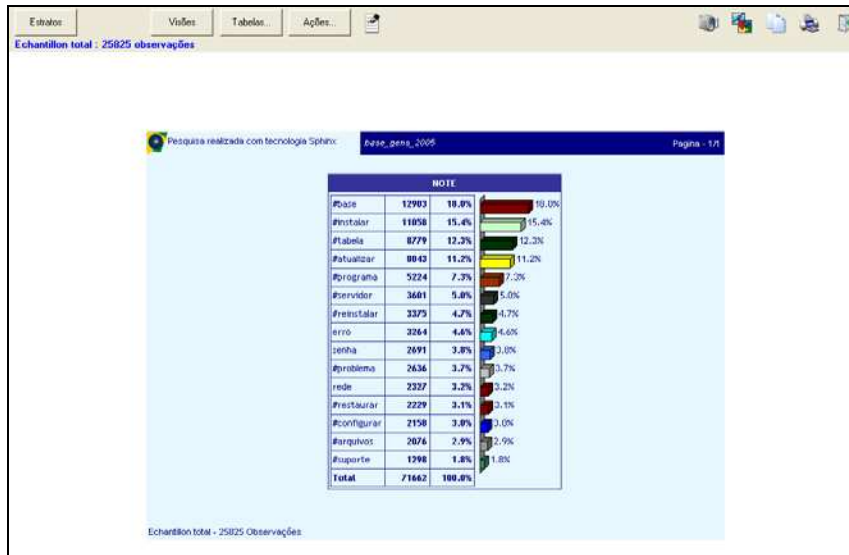 Estratos Visões Tabelas... Ações...
Echantillon total : 25825 observações
Pesquisa realizada com tecnologia Sphinx base_gens_2005 Pagina - 1/1
NOTE
#base 12903 18.0% 18.0%
#instalar 11058 15.4% 15.4%
#tabela 8779 12.3% 12.3%
#atualizar 8043 11.2% 11.2%
#programa 5224 7.3% 7.3%
#servidor 3601 5.0% 5.0%
#reinstalar 3375 4.7% 4.7%
erro 3264 4.6% 4.6%
senha 2691 3.8% 3.8%
#problema 2636 3.7% 3.7%
rede 2327 3.2% 3.2%
#restaurar 2229 3.1% 3.1%
#configurar 2158 3.0% 3.0%
#arquivos 2076 2.9% 2.9%
#suporte 1298 1.8% 1.8%
Total 71662 100.0%
Echantillon total - 25825 Observações